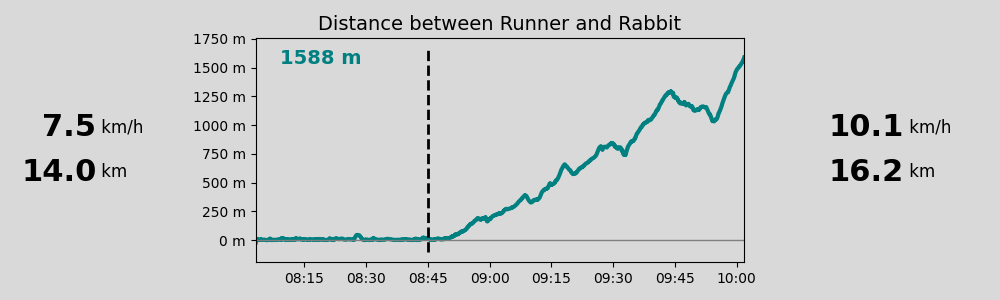 Distance between Runner and Rabbit
1588 m
7.5 km/h
14.0 km
10.1 km/h
16.2 km
1750 m
1500 m
1250 m
1000 m
750 m
500 m
250 m
0 m
08:15 08:30 08:45 09:00 09:15 09:30 09:45 10:00